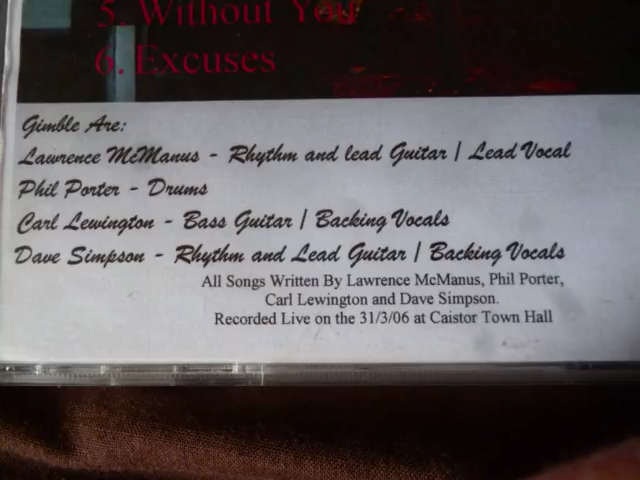 5. Without You
6. Excuses
Gimble Are:
Lawrence McManus - Rhythm and lead Guitar | Lead Vocal
Phil Porter - Drums
Carl Lewington - Bass Guitar | Backing Vocals
Dave Simpson - Rhythm and Lead Guitar | Backing Vocals
All Songs Written By Lawrence McManus, Phil Porter,
Carl Lewington and Dave Simpson.
Recorded Live on the 31/3/06 at Caistor Town Hall